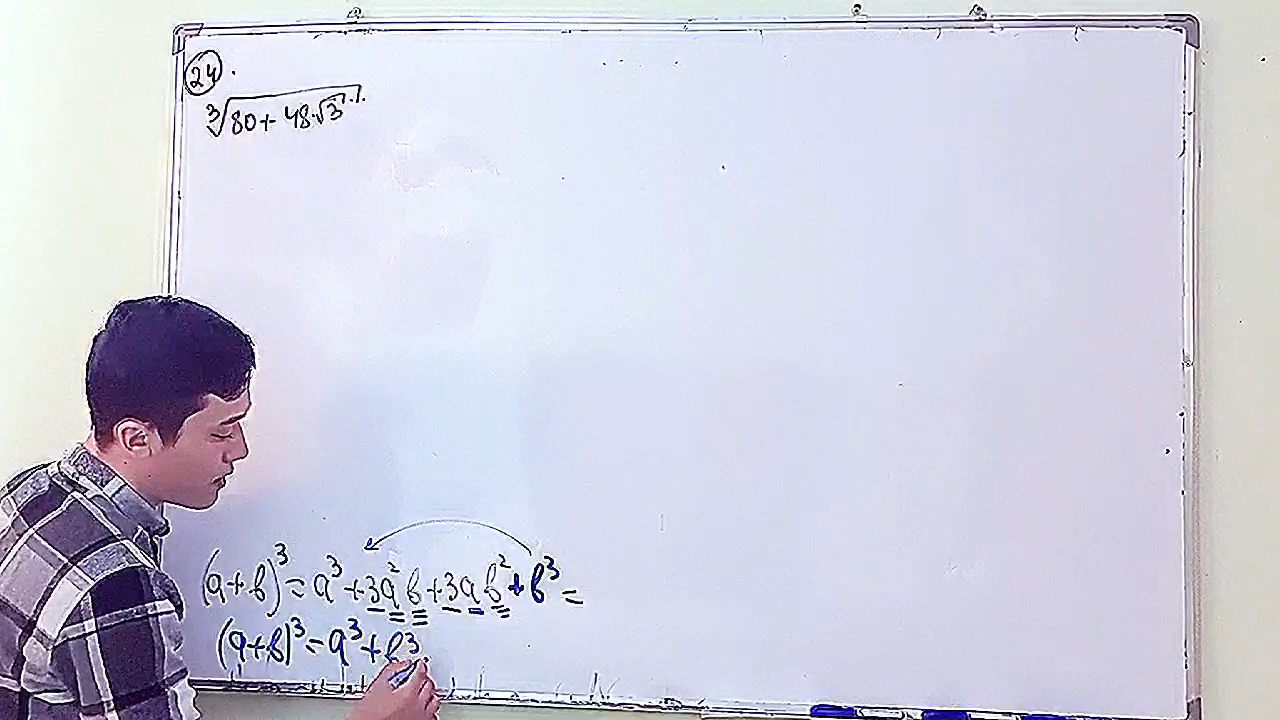 24.
∛(80+48·√3)
(a+b)³=a³+3a²b+3ab²+b³=
(a+b)³=a³+b³